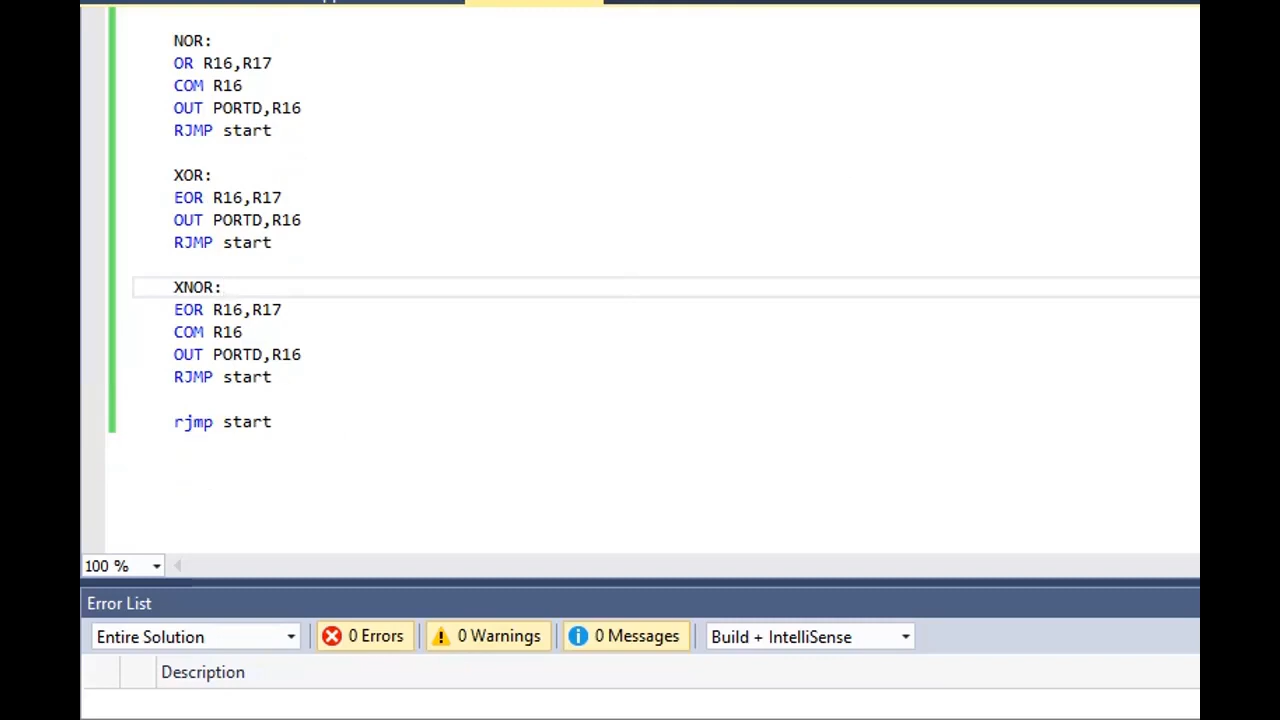 NOR:
OR R16,R17
COM R16
OUT PORTD,R16
RJMP start
XOR:
EOR R16,R17
OUT PORTD,R16
RJMP start
XNOR:
EOR R16,R17
COM R16
OUT PORTD,R16
RJMP start
rjmp start
100 %
Error List
Entire Solution
0 Errors
0 Warnings
0 Messages
Build + IntelliSense
Description